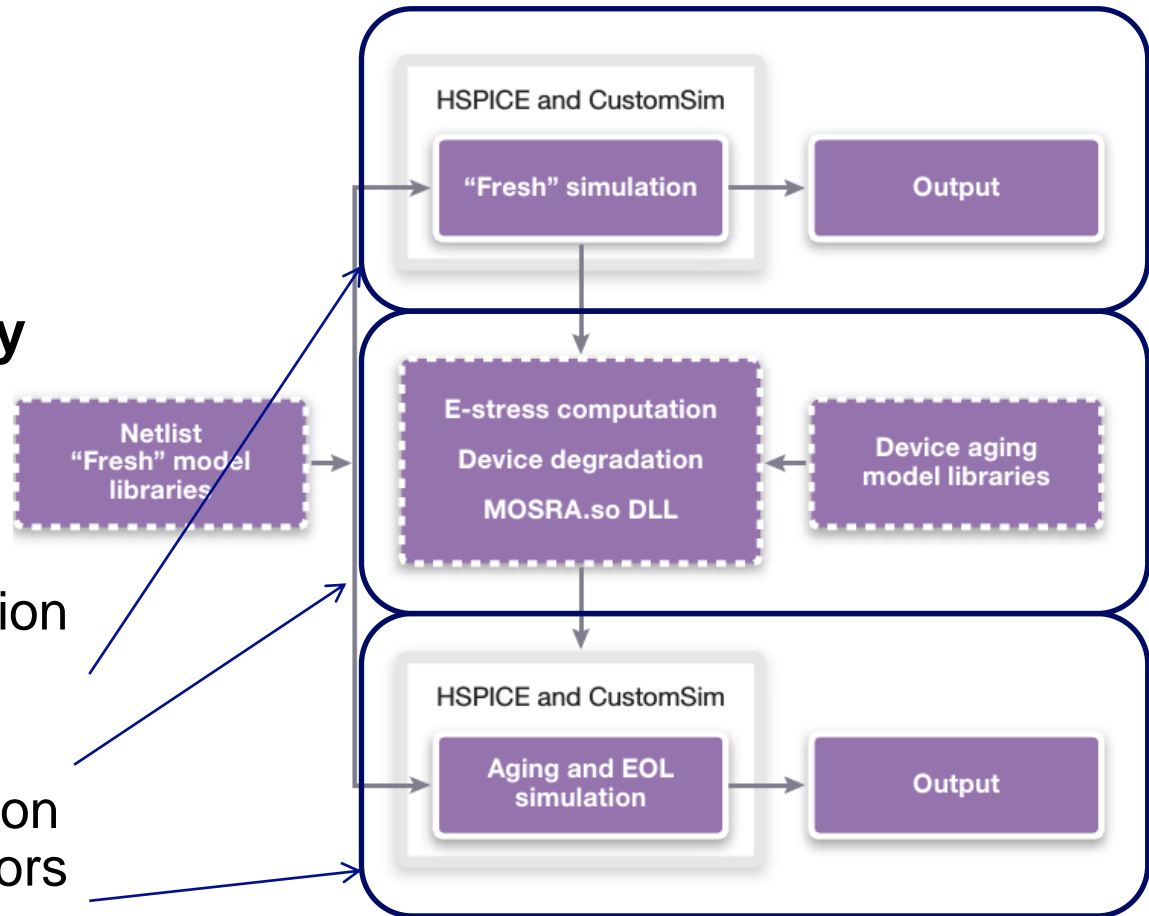 HSPICE and CustomSim
“Fresh” simulation
Output
y
Netlist
“Fresh” model
libraries
E-stress computation
Device degradation
MOSRA.so DLL
Device aging
model libraries
ion
HSPICE and CustomSim
Aging and EOL
simulation
Output
on
ors